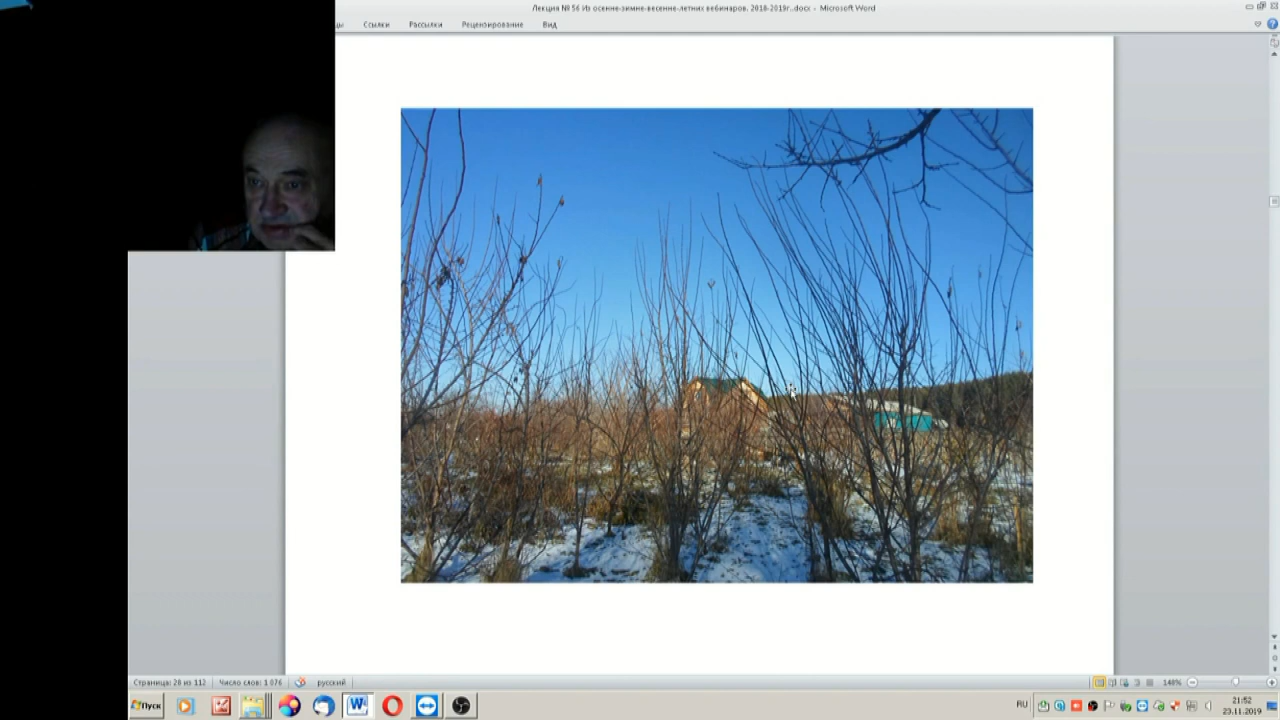 Лекция № 56 Из осенне-зимне-весенне-летних вебинаров. 2018-2019г..docx - Microsoft Word
Ссылки Рассылки Рецензирование Вид
Страница: 28 из 112 Число слов: 1 076 русский 148%
Пуск RU 21:52
23.11.2019